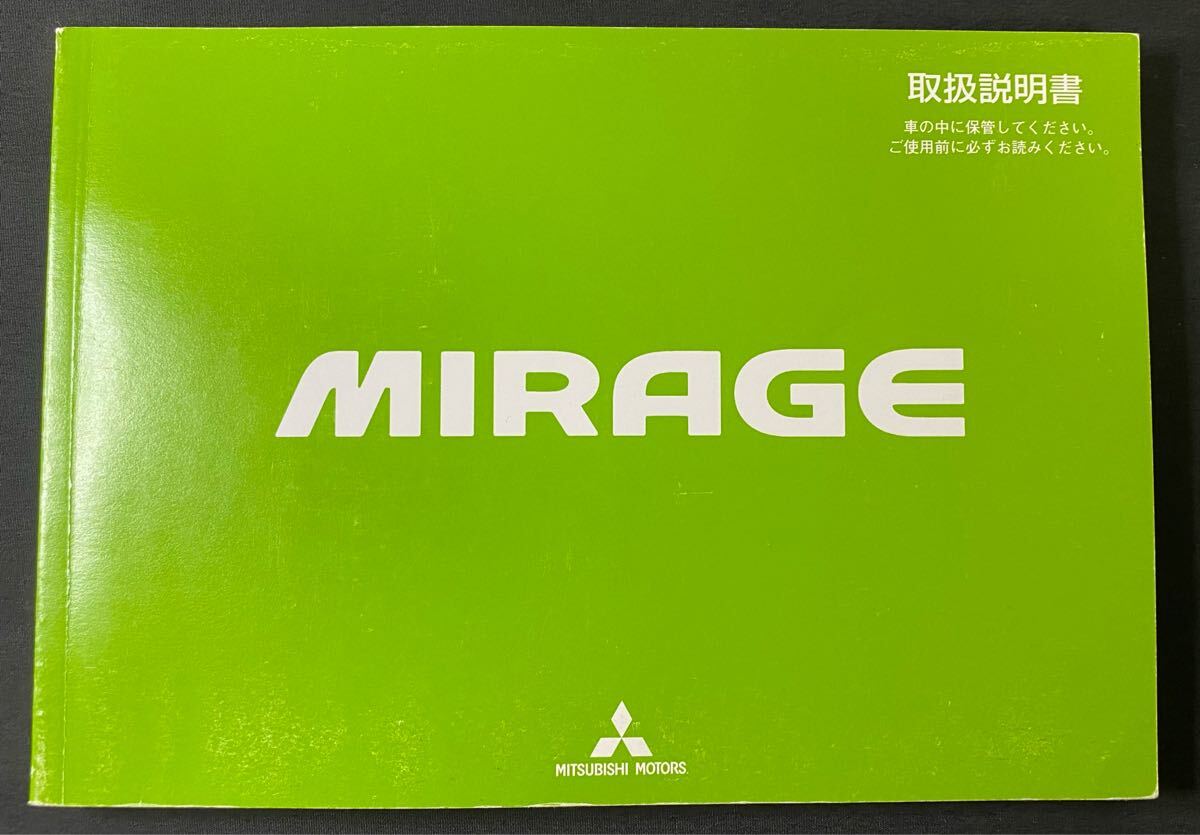 取扱説明書
車の中に保管してください。
ご使用前に必ずお読みください。
MIRAGE
MITSUBISHI MOTORS